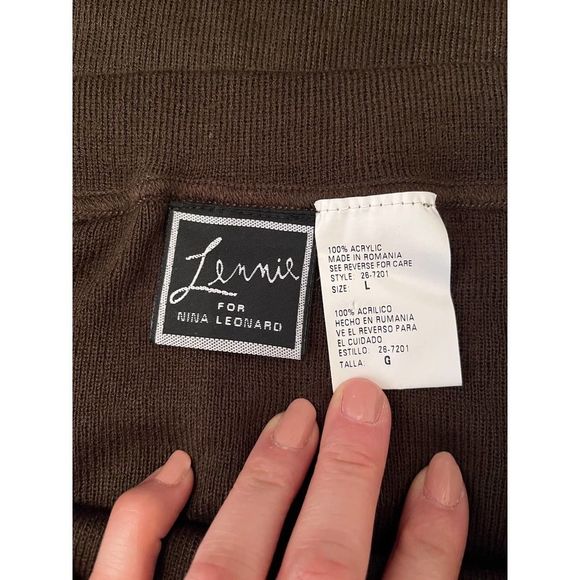 Lennie
FOR
NINA LEONARD
100% ACRYLIC
MADE IN ROMANIA
SEE REVERSE FOR CARE
STYLE: 26-7201
SIZE: L
100% ACRILICO
HECHO EN RUMANIA
VE EL REVERSO PARA
EL CUIDADO
ESTILLO: 26-7201
TALLA: G